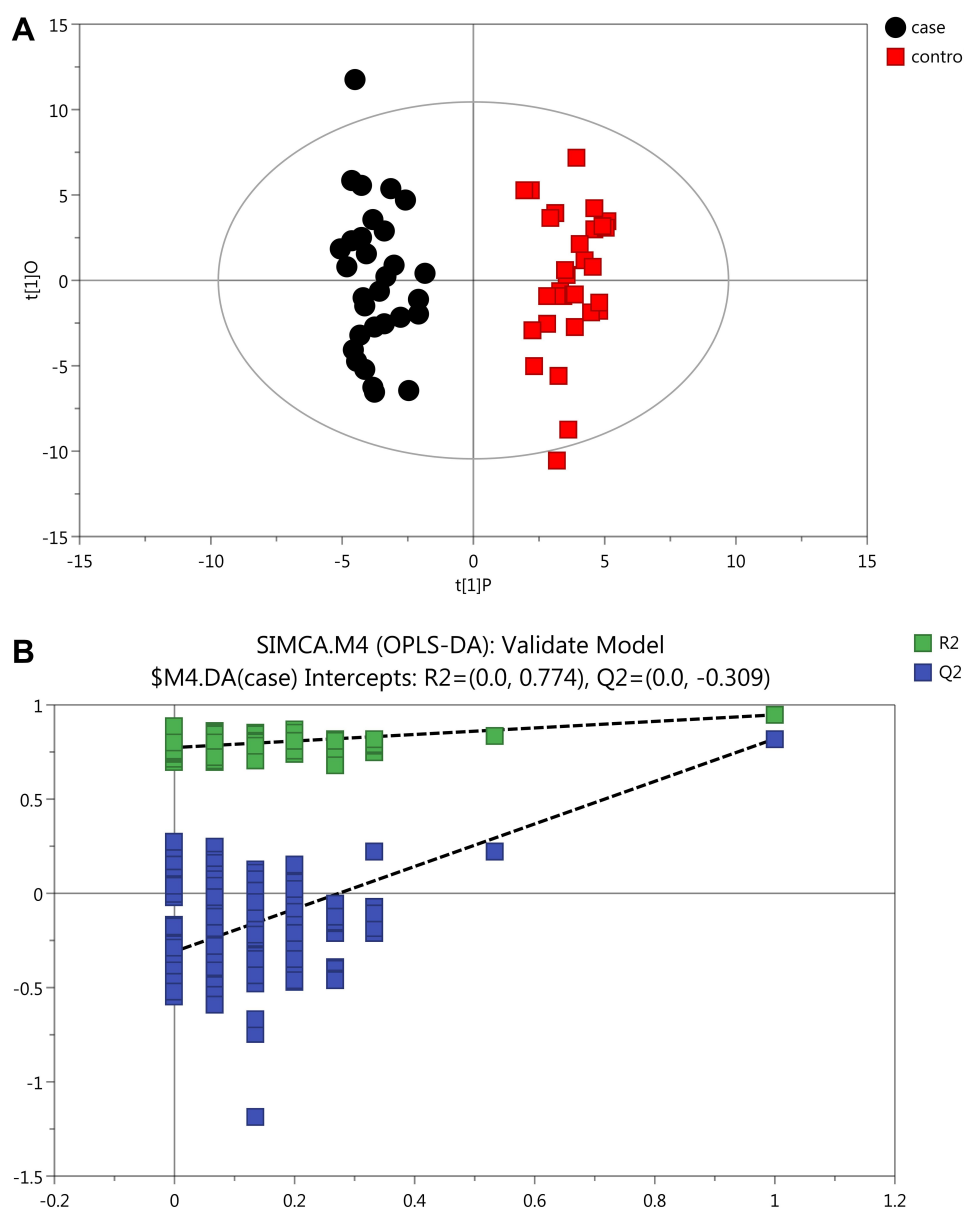 A
case
contro
15
10
5
0
-5
-10
-15
t[1]O
-15
-10
-5
0
5
10
15
t[1]P
B
SIMCA.M4 (OPLS-DA): Validate Model
$M4.DA(case) Intercepts: R2=(0.0, 0.774), Q2=(0.0, -0.309)
R2
Q2
1
0.5
0
-0.5
-1
-1.5
-0.2
0
0.2
0.4
0.6
0.8
1
1.2